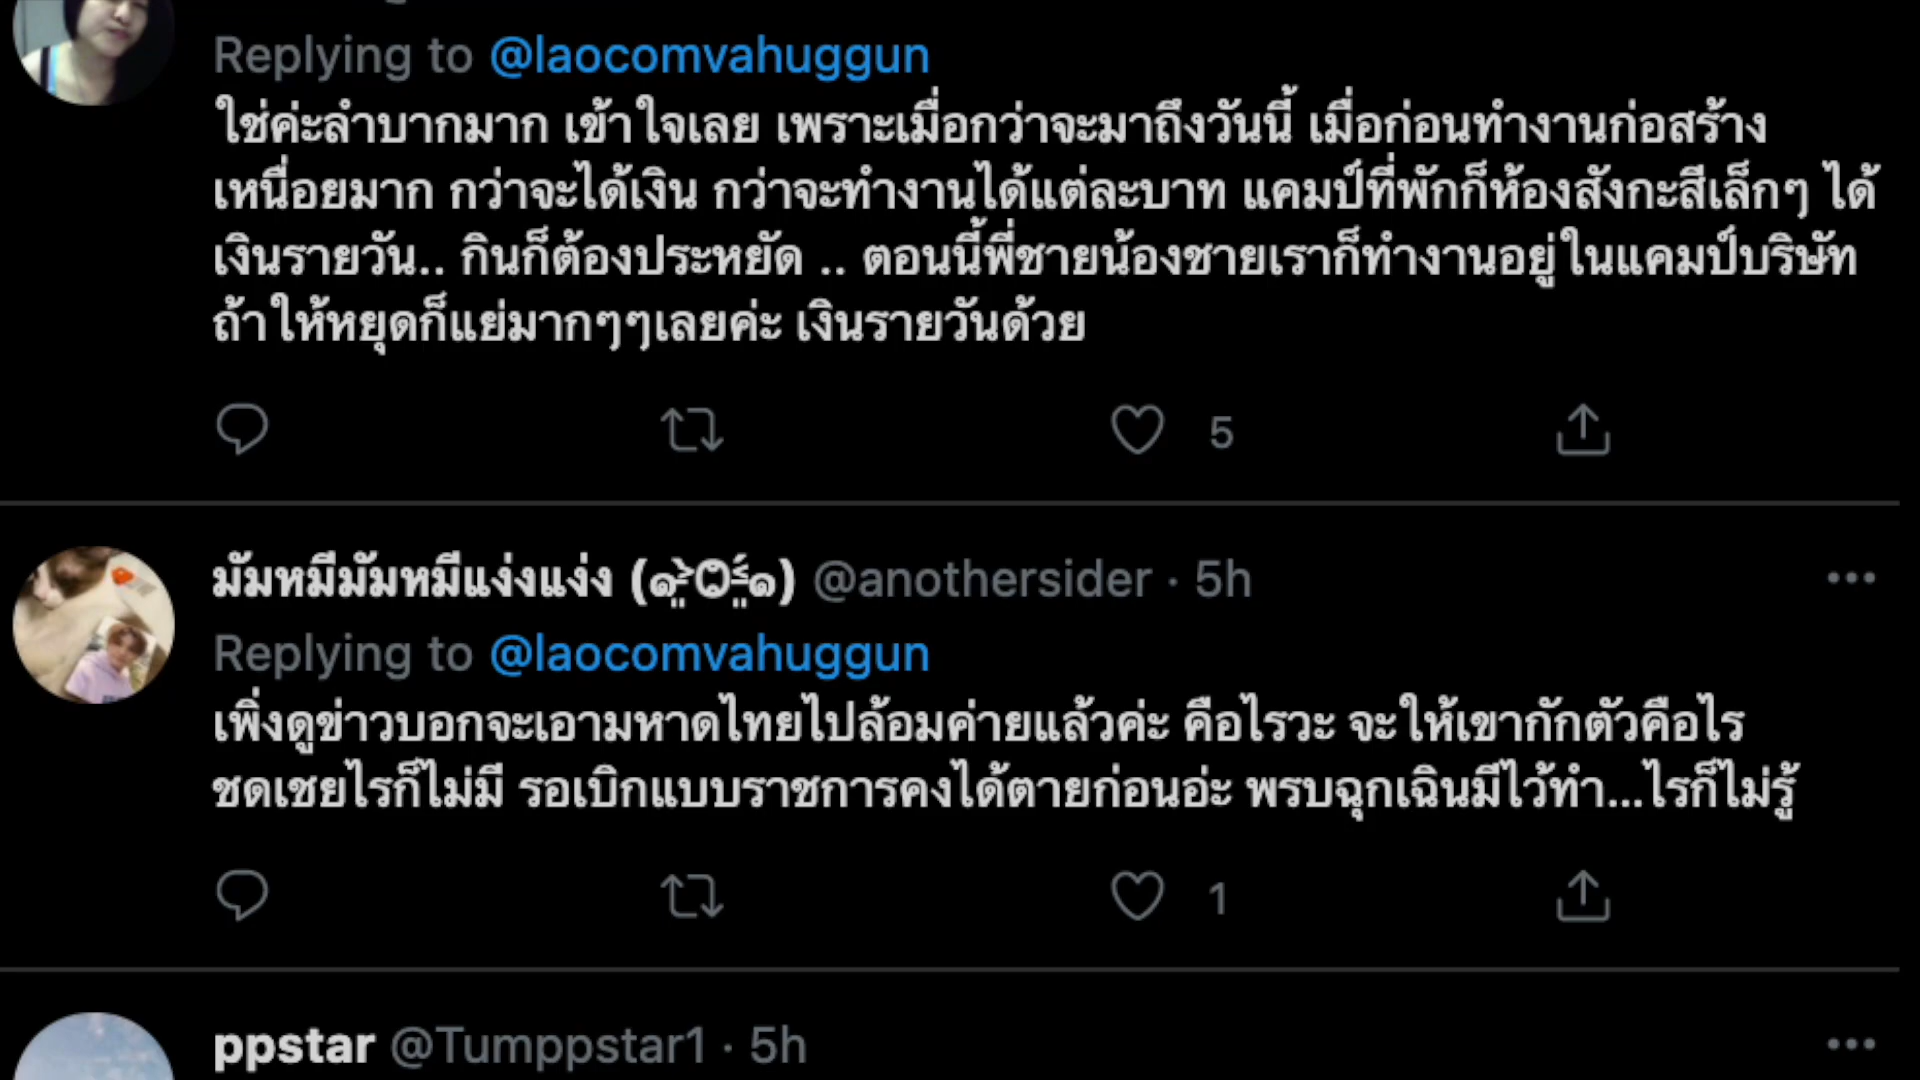 Replying to @laocomvahuggun
ใช่ค่ะลำบากมาก เข้าใจเลย เพราะเมื่อกว่าจะมาถึงวันนี้ เมื่อก่อนทำงานก่อสร้าง
เหนื่อยมาก กว่าจะได้เงิน กว่าจะทำงานได้แต่ละบาท แคมป์ที่พักก็ห้องสังกะสีเล็กๆ ได้
เงินรายวัน.. กินก็ต้องประหยัด .. ตอนนี้พี่ชายน้องชายเราก็ทำงานอยู่ในแคมป์บริษัท
ถ้าให้หยุดก็แย่มากๆๆเลยค่ะ เงินรายวันด้วย
5
มัมหมีมัมหมีแง่งแง่ง @anothersider · 5h
Replying to @laocomvahuggun
เพิ่งดูข่าวบอกจะเอามหาดไทยไปล้อมค่ายแล้วค่ะ คือไรวะ จะให้เขากักตัวคือไร
ชดเชยไรก็ไม่มี รอเบิกแบบราชการคงได้ตายก่อนอ่ะ พรบฉุกเฉินมีไว้ทำ...ไรก็ไม่รู้
1
ppstar @Tumppstar1 · 5h